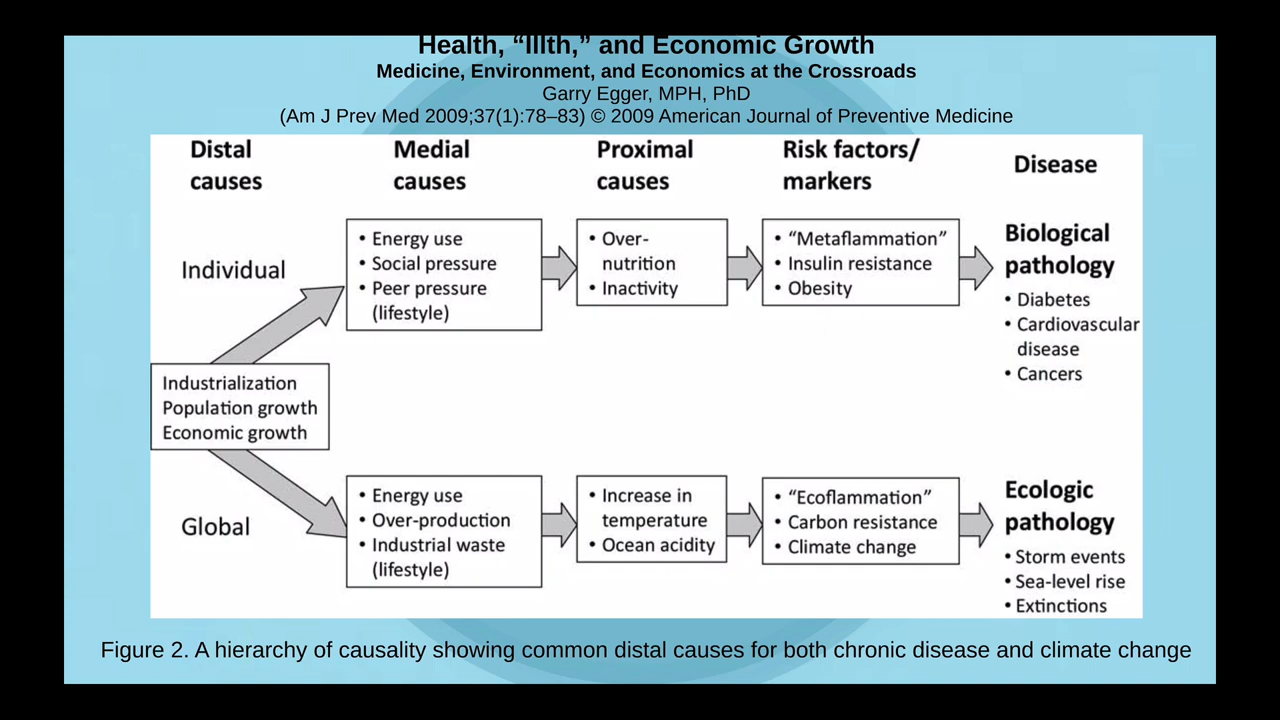 Health, “Illth,” and Economic Growth
Medicine, Environment, and Economics at the Crossroads
Garry Egger, MPH, PhD
(Am J Prev Med 2009;37(1):78–83) © 2009 American Journal of Preventive Medicine
Distal
causes
Medial
causes
Proximal
causes
Risk factors/
markers
Disease
Individual
• Energy use
• Social pressure
• Peer pressure
(lifestyle)
• Over-
nutrition
• Inactivity
• “Metaflammation”
• Insulin resistance
• Obesity
Biological
pathology
• Diabetes
• Cardiovascular
disease
• Cancers
Industrialization
Population growth
Economic growth
Global
• Energy use
• Over-production
• Industrial waste
(lifestyle)
• Increase in
temperature
• Ocean acidity
• “Ecoflammation”
• Carbon resistance
• Climate change
Ecologic
pathology
• Storm events
• Sea-level rise
• Extinctions
Figure 2. A hierarchy of causality showing common distal causes for both chronic disease and climate change